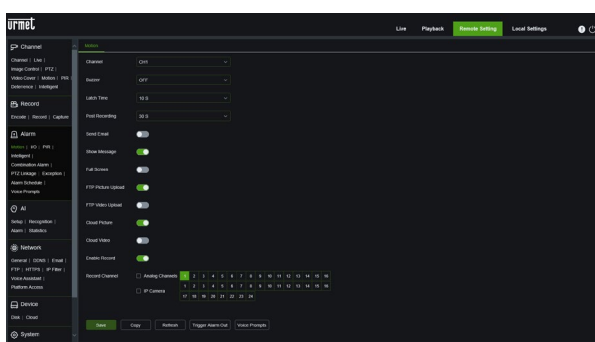 urmet
Live Playback Remote Setting Local Settings
Channel
Channel | Live |
Image Control | PTZ |
Video Cover | Motion | PIR |
Deterrence | Intelligent
Record
Encode | Record | Capture
Alarm
Motion | I/O | PIR |
Intelligent |
Combination Alarm |
PTZ Linkage | Exception |
Alarm Schedule |
Voice Prompts
AI
Setup | Recognition |
Alarm | Statistics
Network
General | DDNS | Email |
FTP | HTTPS | IP Filter |
Voice Assistant |
Platform Access
Device
Disk | Cloud
System
Motion
Channel CH1
Buzzer OFF
Latch Time 10 S
Post Recording 30 S
Send Email
Show Message
Full Screen
FTP Picture Upload
FTP Video Upload
Cloud Picture
Cloud Video
Enable Record
Record Channel Analog Channels 1 2 3 4 5 6 7 8 9 10 11 12 13 14 15 16
IP Camera 1 2 3 4 5 6 7 8 9 10 11 12 13 14 15 16
17 18 19 20 21 22 23 24
Save Copy Refresh Trigger Alarm Out Voice Prompts